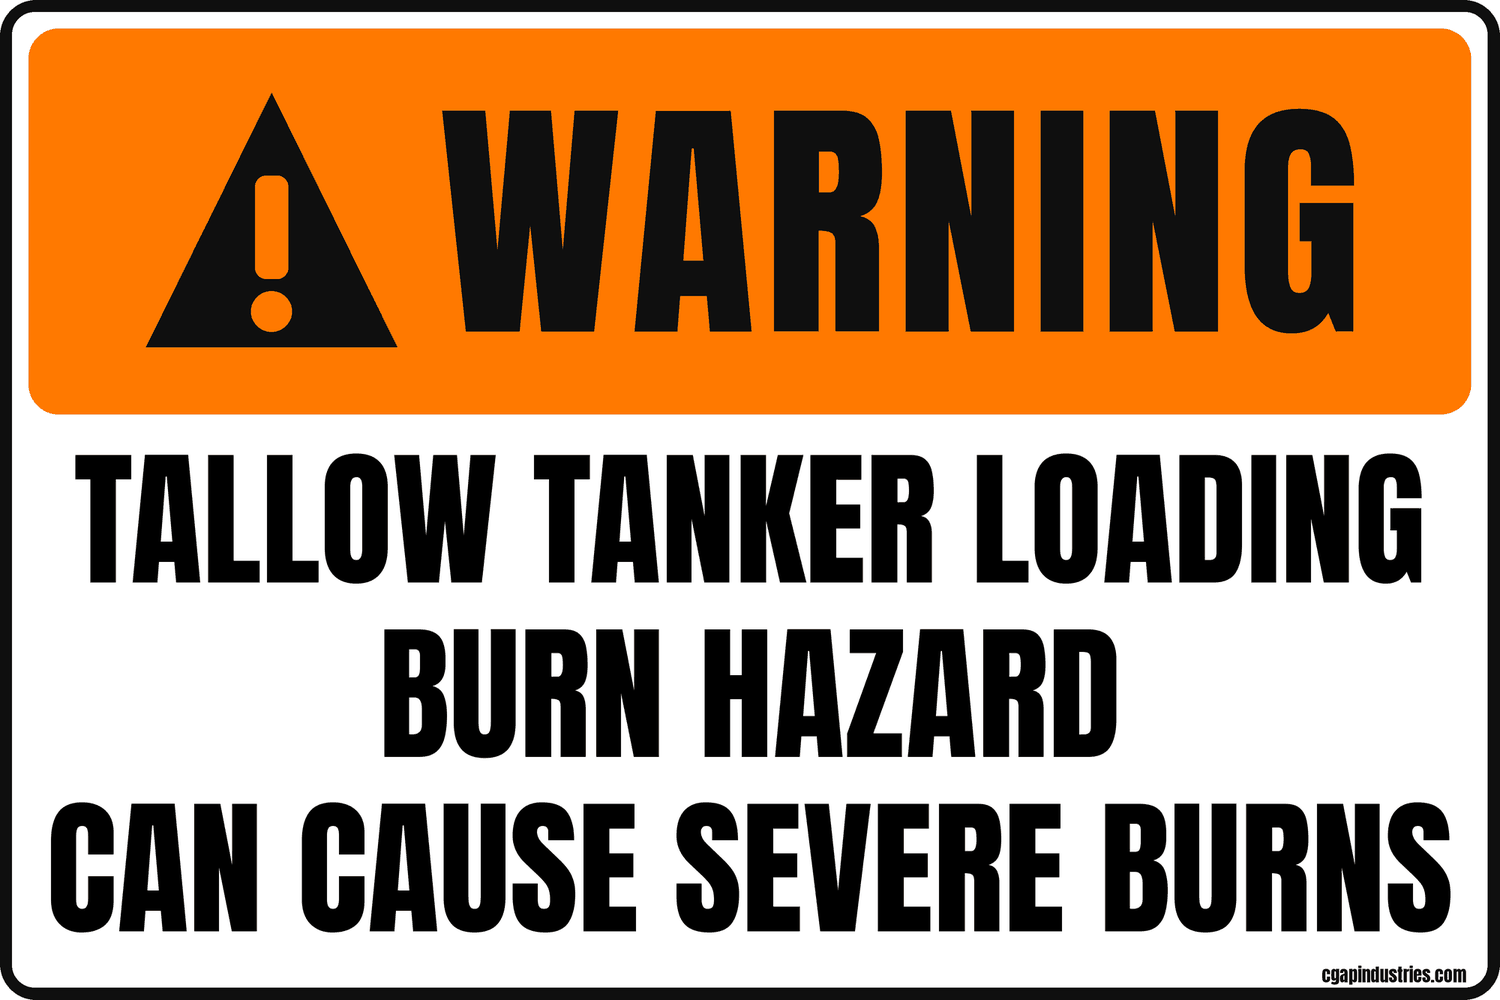 WARNING
TALLOW TANKER LOADING
BURN HAZARD
CAN CAUSE SEVERE BURNS
cgapindustries.com